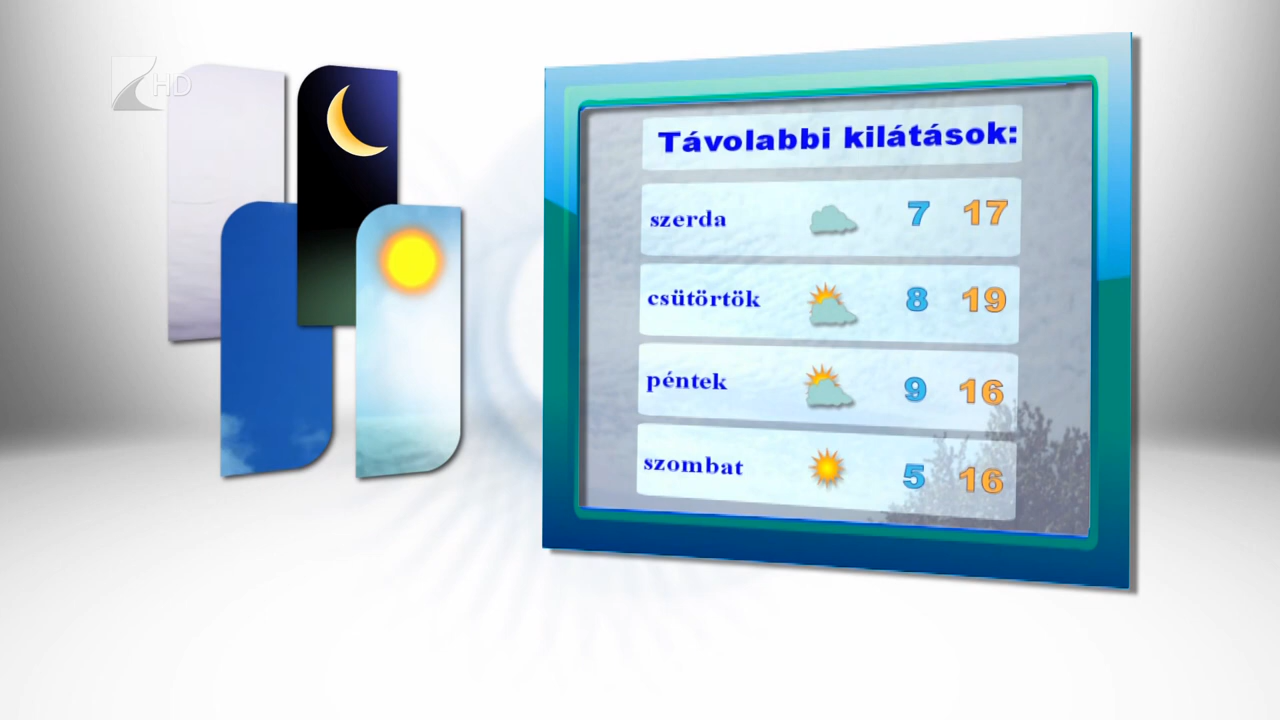 HD
Távolabbi kilátások:
szerda 7 17
csütörtök 8 19
péntek 9 16
szombat 5 16